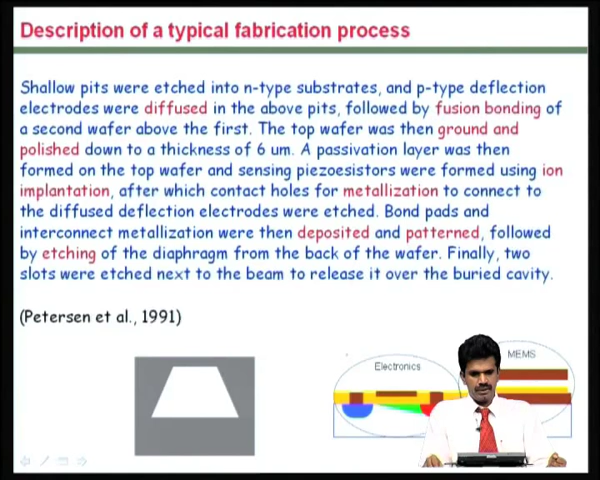 Description of a typical fabrication process
Shallow pits were etched into n-type substrates, and p-type deflection
electrodes were diffused in the above pits, followed by fusion bonding of
a second wafer above the first. The top wafer was then ground and
polished down to a thickness of 6 um. A passivation layer was then
formed on the top wafer and sensing piezoesistors were formed using ion
implantation, after which contact holes for metallization to connect to
the diffused deflection electrodes were etched. Bond pads and
interconnect metallization were then deposited and patterned, followed
by etching of the diaphragm from the back of the wafer. Finally, two
slots were etched next to the beam to release it over the buried cavity.
(Petersen et al., 1991)
Electronics
MEMS